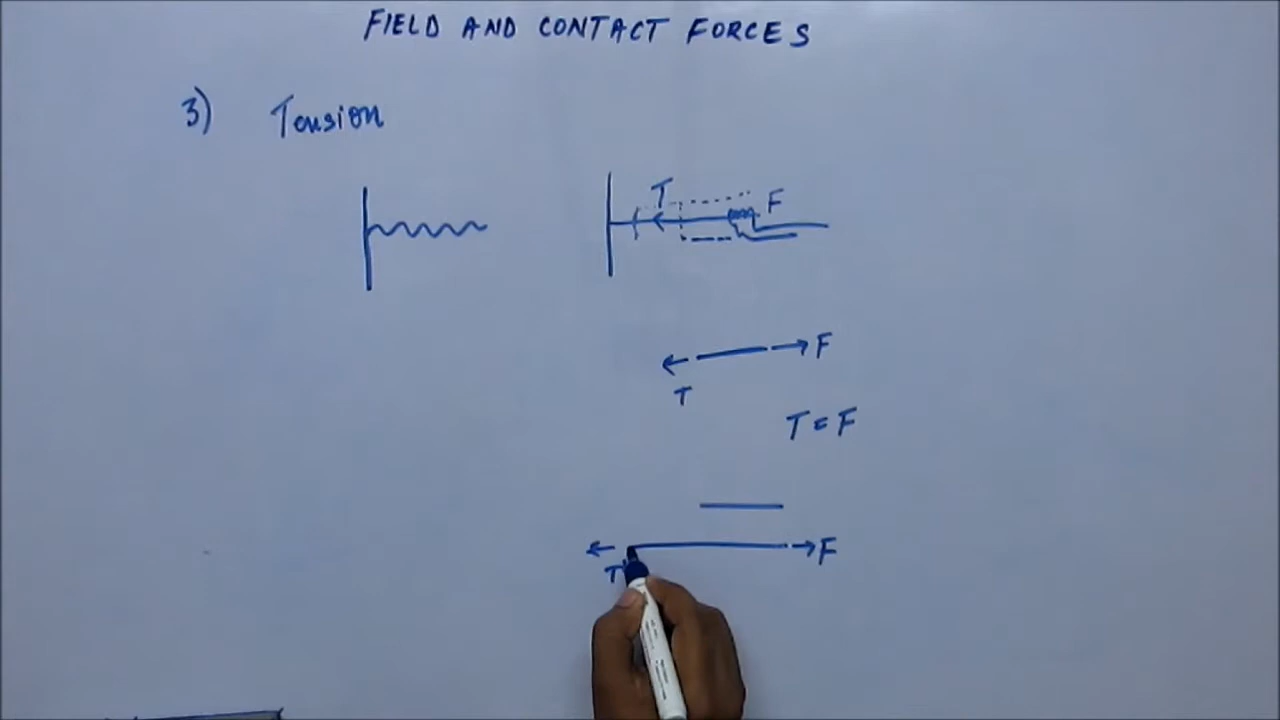 FIELD AND CONTACT FORCES
3) Tension
T F
F
T
T = F
F
T'